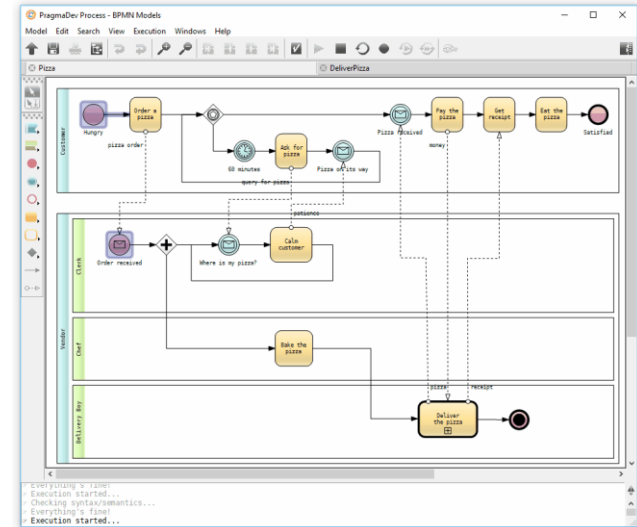 PragmaDev Process - BPMN Models
Model Edit Search View Execution Windows Help
Pizza
DeliverPizza
Customer
Hungry
Order a
pizza
pizza order
60 minutes
Ask for
pizza
query for pizza
Pizza on its way
Pizza received
Pay the
pizza
money
Get
receipt
Eat the
pizza
Satisfied
patience
Vendor
Clerk
Order received
Where is my pizza?
Calm
customer
Chef
Bake the
pizza
Delivery Boy
pizza
receipt
Deliver
the pizza
Everything's fine!
Execution started...
Checking syntax/semantics...
Everything's fine!
Execution started...